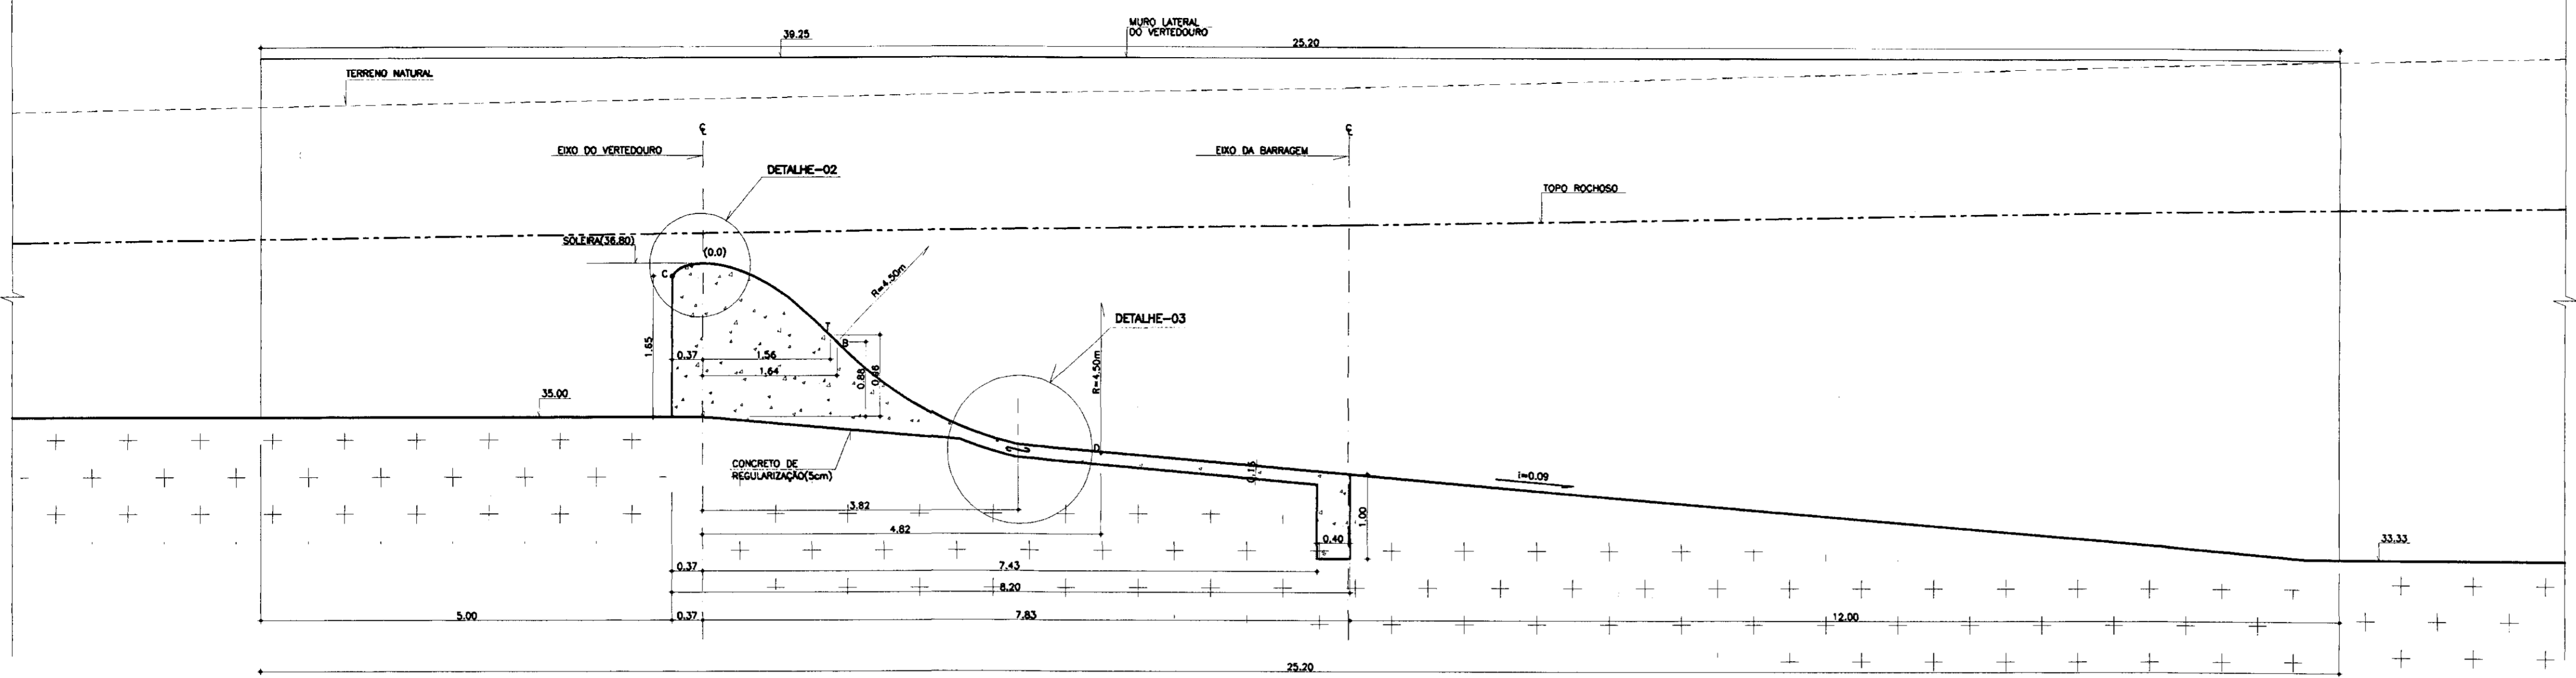 MURO LATERAL
DO VERTEDOURO
39.25
25.20
TERRENO NATURAL
EIXO DO VERTEDOURO
EIXO DA BARRAGEM
DETALHE-02
TOPO ROCHOSO
SOLEIRA(36.80)
(0.0)
C
R=4.50m
DETALHE-03
T
B
1.65
0.37
1.56
1.64
0.88
0.96
R=4.50m
35.00
D
CONCRETO DE
REGULARIZAÇÃO(5cm)
0.15
i=0.09
3.82
1.00
4.82
0.40
33.33
0.37
7.43
8.20
5.00
0.37
7.83
12.00
25.20